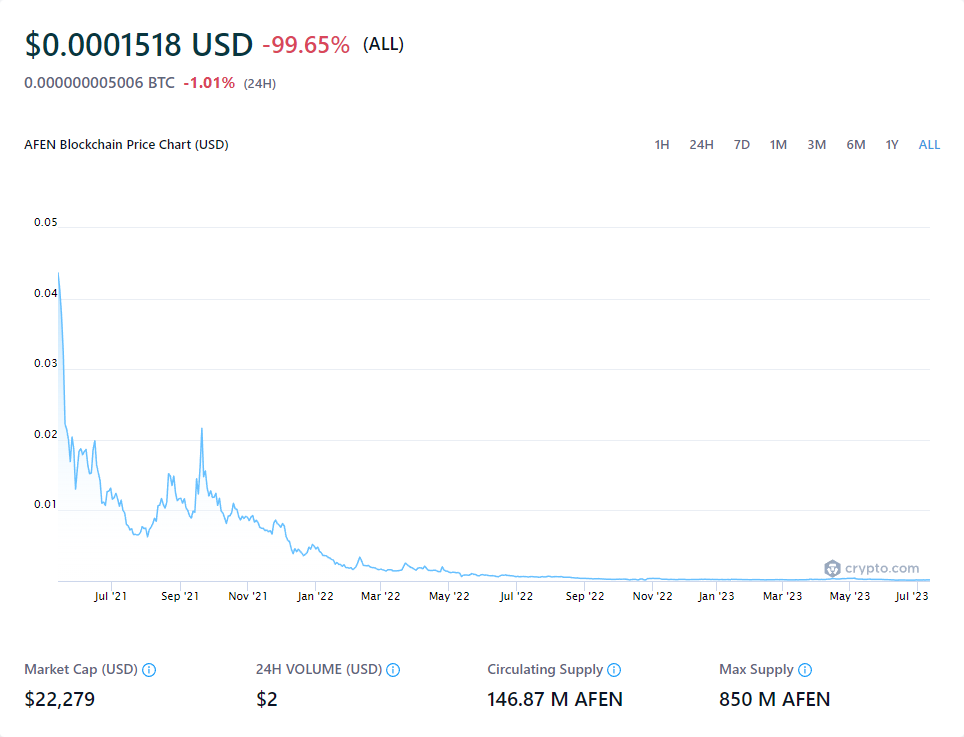 $0.0001518 USD -99.65% (ALL)
0.000000005006 BTC -1.01% (24H)
AFEN Blockchain Price Chart (USD) 1H 24H 7D 1M 3M 6M 1Y ALL
0.05
0.04
0.03
0.02
0.01
crypto.com
Jul '21 Sep '21 Nov '21 Jan '22 Mar '22 May '22 Jul '22 Sep '22 Nov '22 Jan '23 Mar '23 May '23 Jul '23
Market Cap (USD) 24H VOLUME (USD) Circulating Supply Max Supply
$22,279 $2 146.87 M AFEN 850 M AFEN